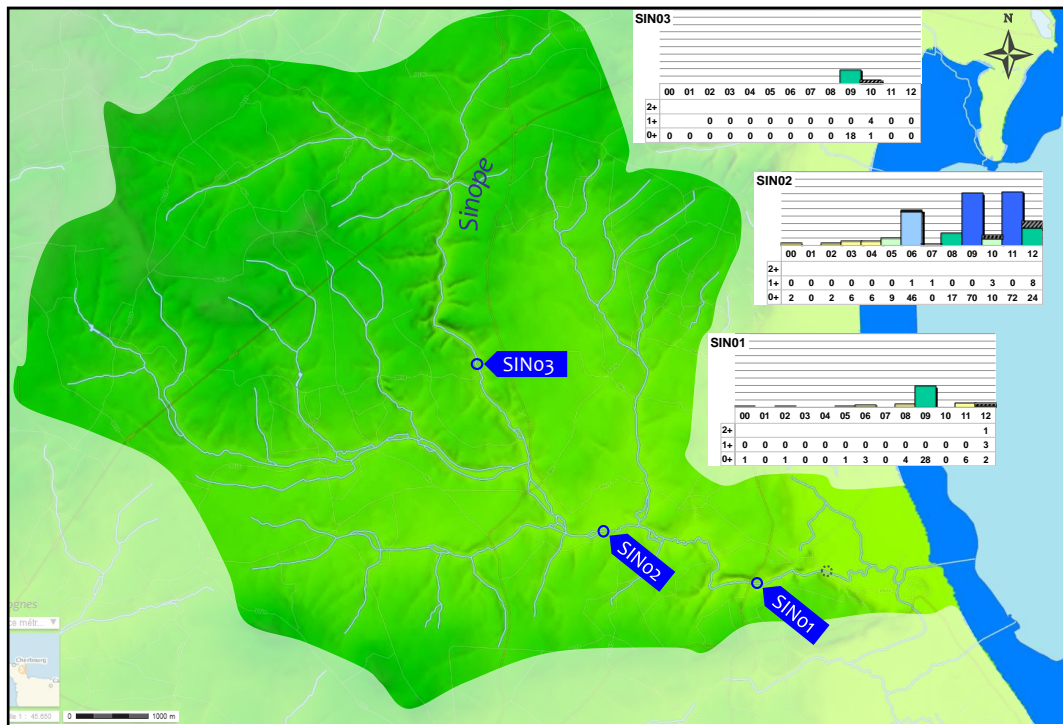 SIN03
00 01 02 03 04 05 06 07 08 09 10 11 12
2+
1+ 0 0 0 0 0 0 0 0 4 0 0
0+ 0 0 0 0 0 0 0 0 0 18 1 0 0
N
SIN02
00 01 02 03 04 05 06 07 08 09 10 11 12
2+
1+ 0 0 0 0 0 0 1 1 0 0 3 0 8
0+ 2 0 2 6 6 9 46 0 17 70 10 72 24
SIN01
00 01 02 03 04 05 06 07 08 09 10 11 12
2+ 1
1+ 0 0 0 0 0 0 0 0 0 0 0 0 3
0+ 1 0 1 0 0 1 3 0 4 28 0 6 2
Sinope
SIN03
SIN02
SIN01
ognes
ce métr...
Cherbourg
1 : 45,650
0 1000 m